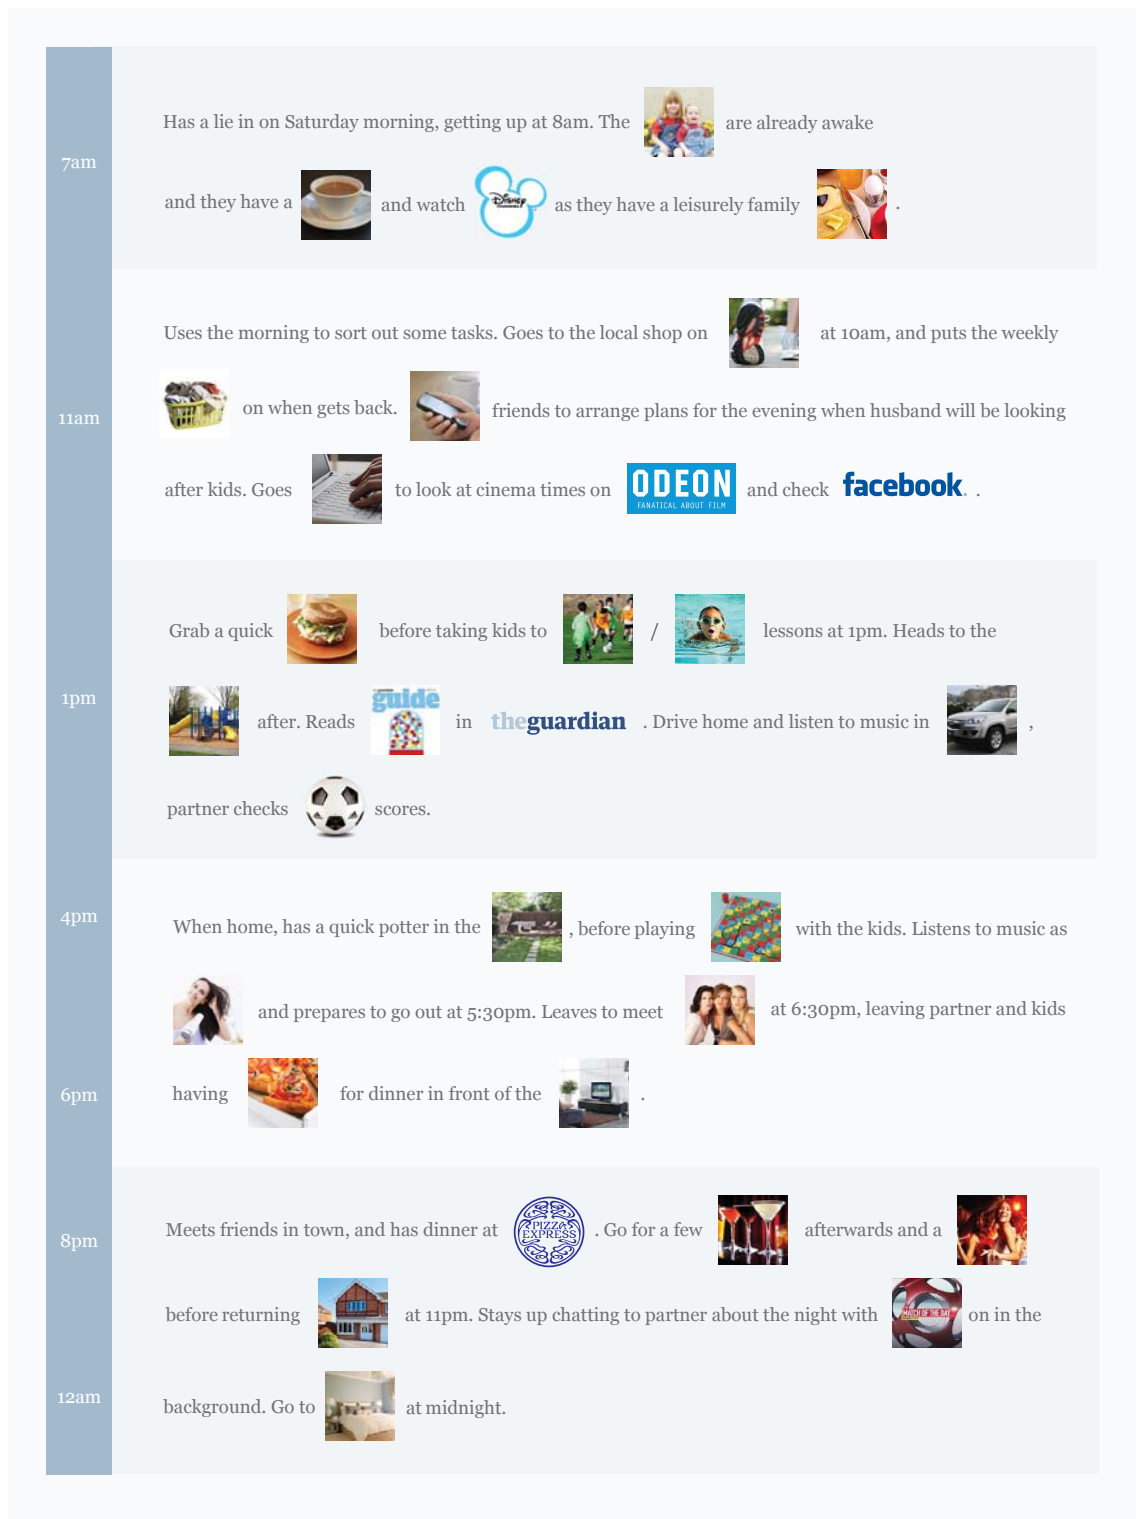 Has a lie in on Saturday morning, getting up at 8am. The are already awake
7am
and they have a and watch Disney as they have a leisurely family .
Uses the morning to sort out some tasks. Goes to the local shop on at 10am, and puts the weekly
11am
on when gets back. friends to arrange plans for the evening when husband will be looking
after kids. Goes to look at cinema times on ODEON FANATICAL ABOUT FILM and check facebook. .
Grab a quick before taking kids to / lessons at 1pm. Heads to the
1pm
after. Reads guide in theguardian . Drive home and listen to music in ,
partner checks scores.
4pm
When home, has a quick potter in the , before playing with the kids. Listens to music as
and prepares to go out at 5:30pm. Leaves to meet at 6:30pm, leaving partner and kids
6pm
having for dinner in front of the .
8pm
Meets friends in town, and has dinner at PIZZA EXPRESS . Go for a few afterwards and a
before returning at 11pm. Stays up chatting to partner about the night with MATCH OF THE DAY on in the
12am
background. Go to at midnight.